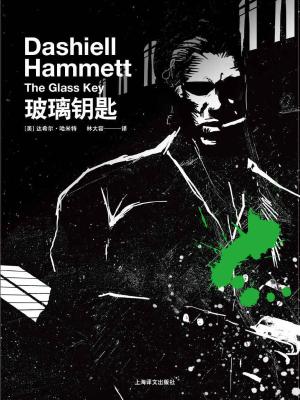 Dashiell
Hammett
The Glass Key
玻璃钥匙
[美] 达希尔·哈米特 林大容——译
上海译文出版社